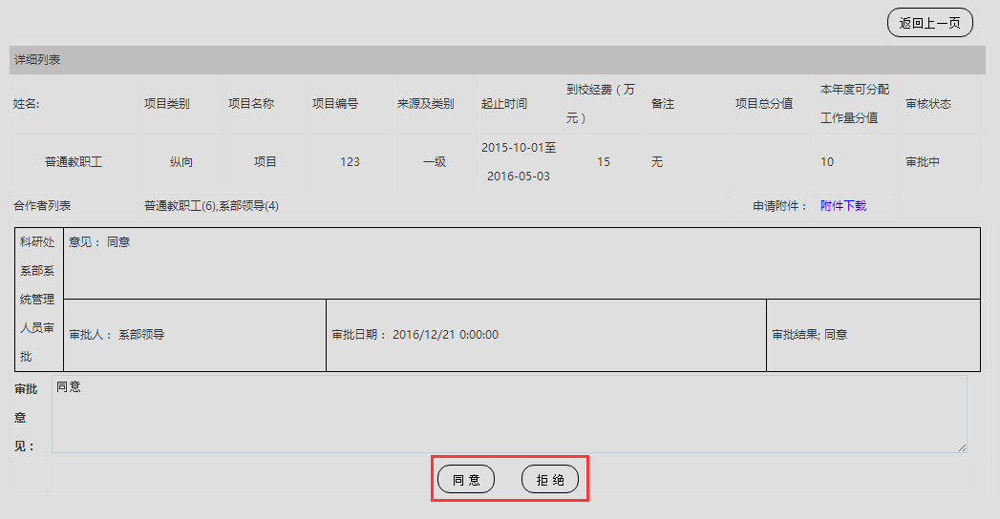 返回上一页
详细列表
姓名: 项目类别 项目名称 项目编号 来源及类别 起止时间 到校经费（万 备注 项目总分值 本年度可分配 审核状态
元） 工作量分值
普通教职工 纵向 项目 123 一级 2015-10-01至 15 无 10 审批中
2016-05-03
合作者列表 普通教职工(6),系部领导(4) 申请附件： 附件下载
科研处 意见： 同意
系部系
统管理
人员审 审批人： 系部领导 审批日期： 2016/12/21 0:00:00 审批结果; 同意
批
审批 同意
意
见：
同 意 拒 绝